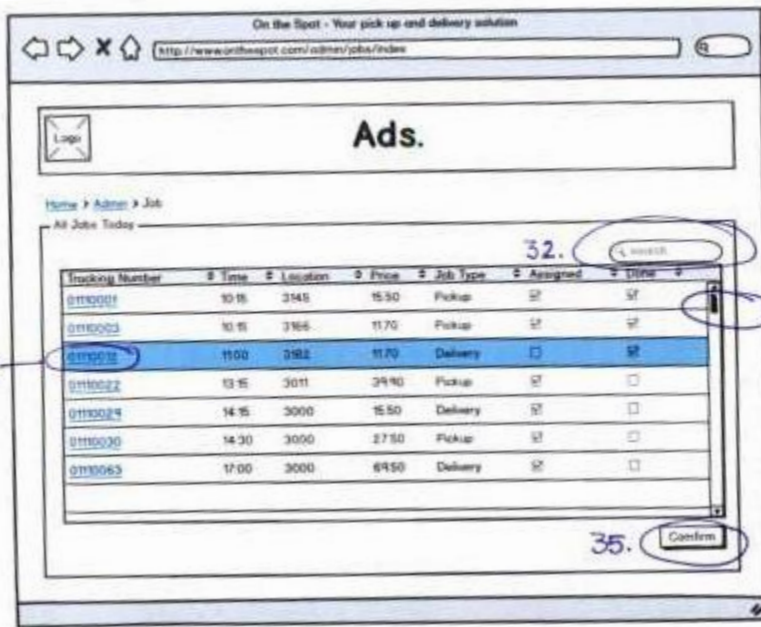 On the Spot - Your pick up and delivery solution
http://www.onthespot.com/admin/jobs/index
Logo
Ads.
Home > Admin > Job
All Jobs Today
32.
search
Tracking Number Time Location Price Job Type Assigned Done
01110001 10:15 3145 15.50 Pickup
01110003 10:15 3166 11.70 Pickup
01110012 11:00 3182 11.70 Delivery
01110022 13:15 3011 39.90 Pickup
01110029 14:15 3000 15.50 Delivery
01110030 14:30 3000 27.50 Pickup
01110063 17:00 3000 69.50 Delivery
35.
Confirm